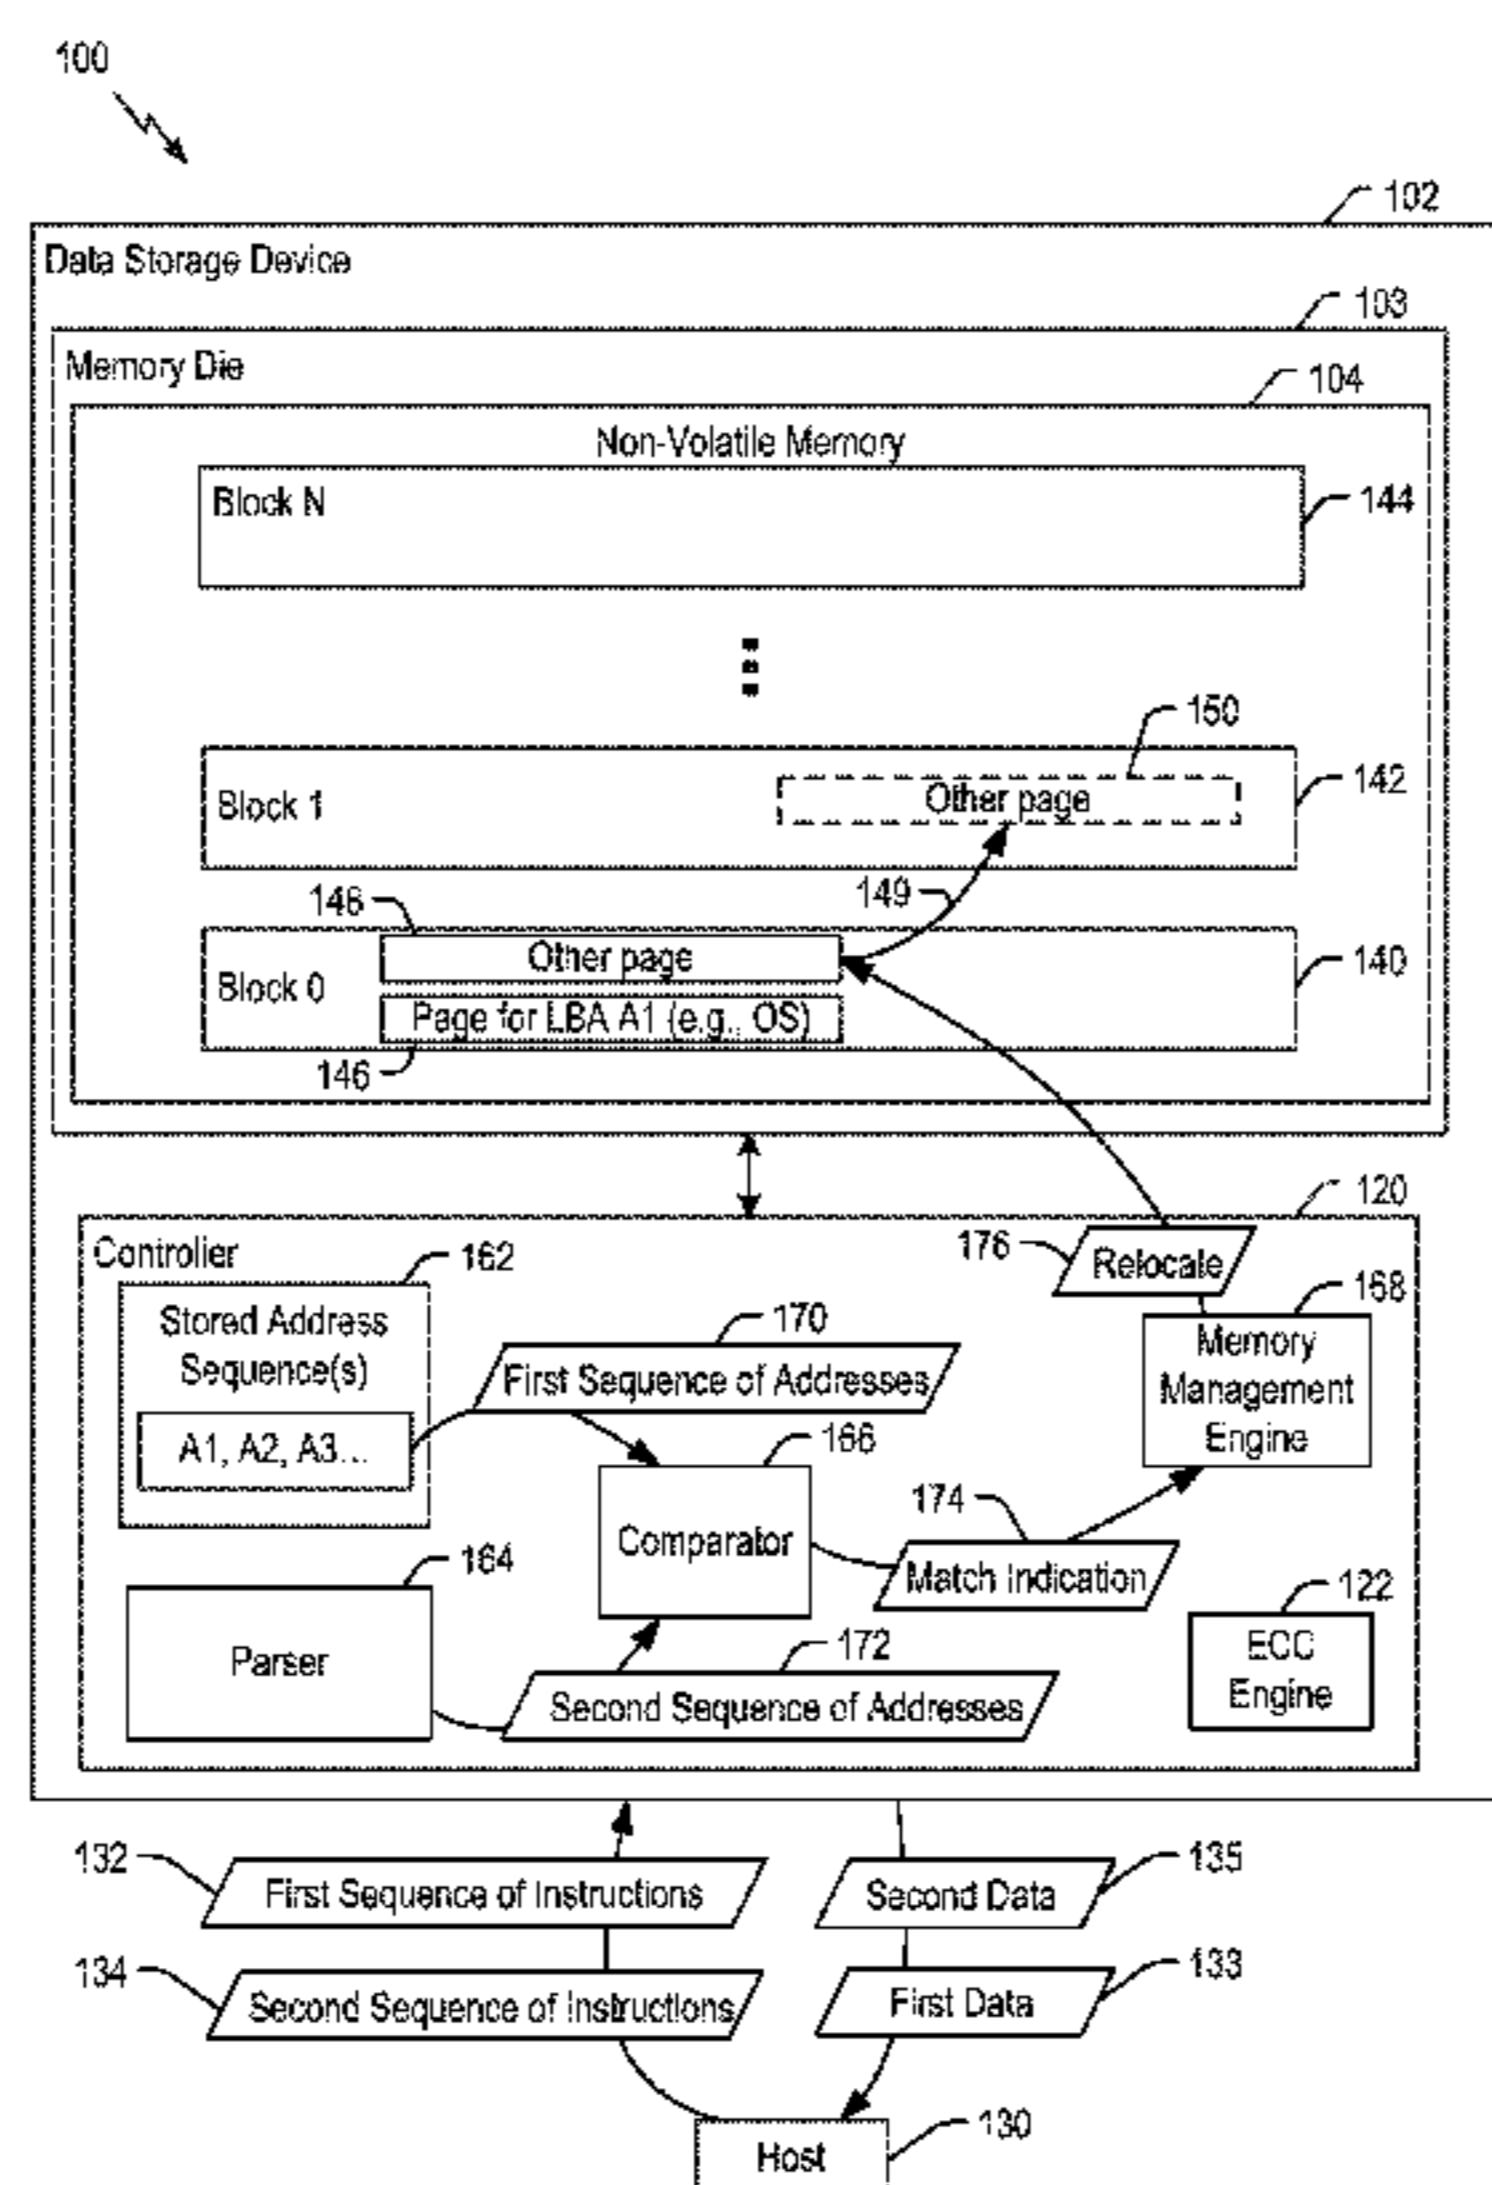 100
102
Data Storage Device
103
Memory Die
104
Non-Volatile Memory
Block N
144
150
Block 1
Other page
142
146
149
Block 0
Other page
140
Page for LBA A1 (e.g., OS)
146
120
Controller
162
176
Relocate
168
Stored Address
Sequence(s)
170
First Sequence of Addresses
Memory
Management
Engine
A1, A2, A3...
166
174
Comparator
164
Match Indication
122
Parser
172
ECC
Engine
Second Sequence of Addresses
132
First Sequence of Instructions
135
Second Data
134
Second Sequence of Instructions
133
First Data
130
Host